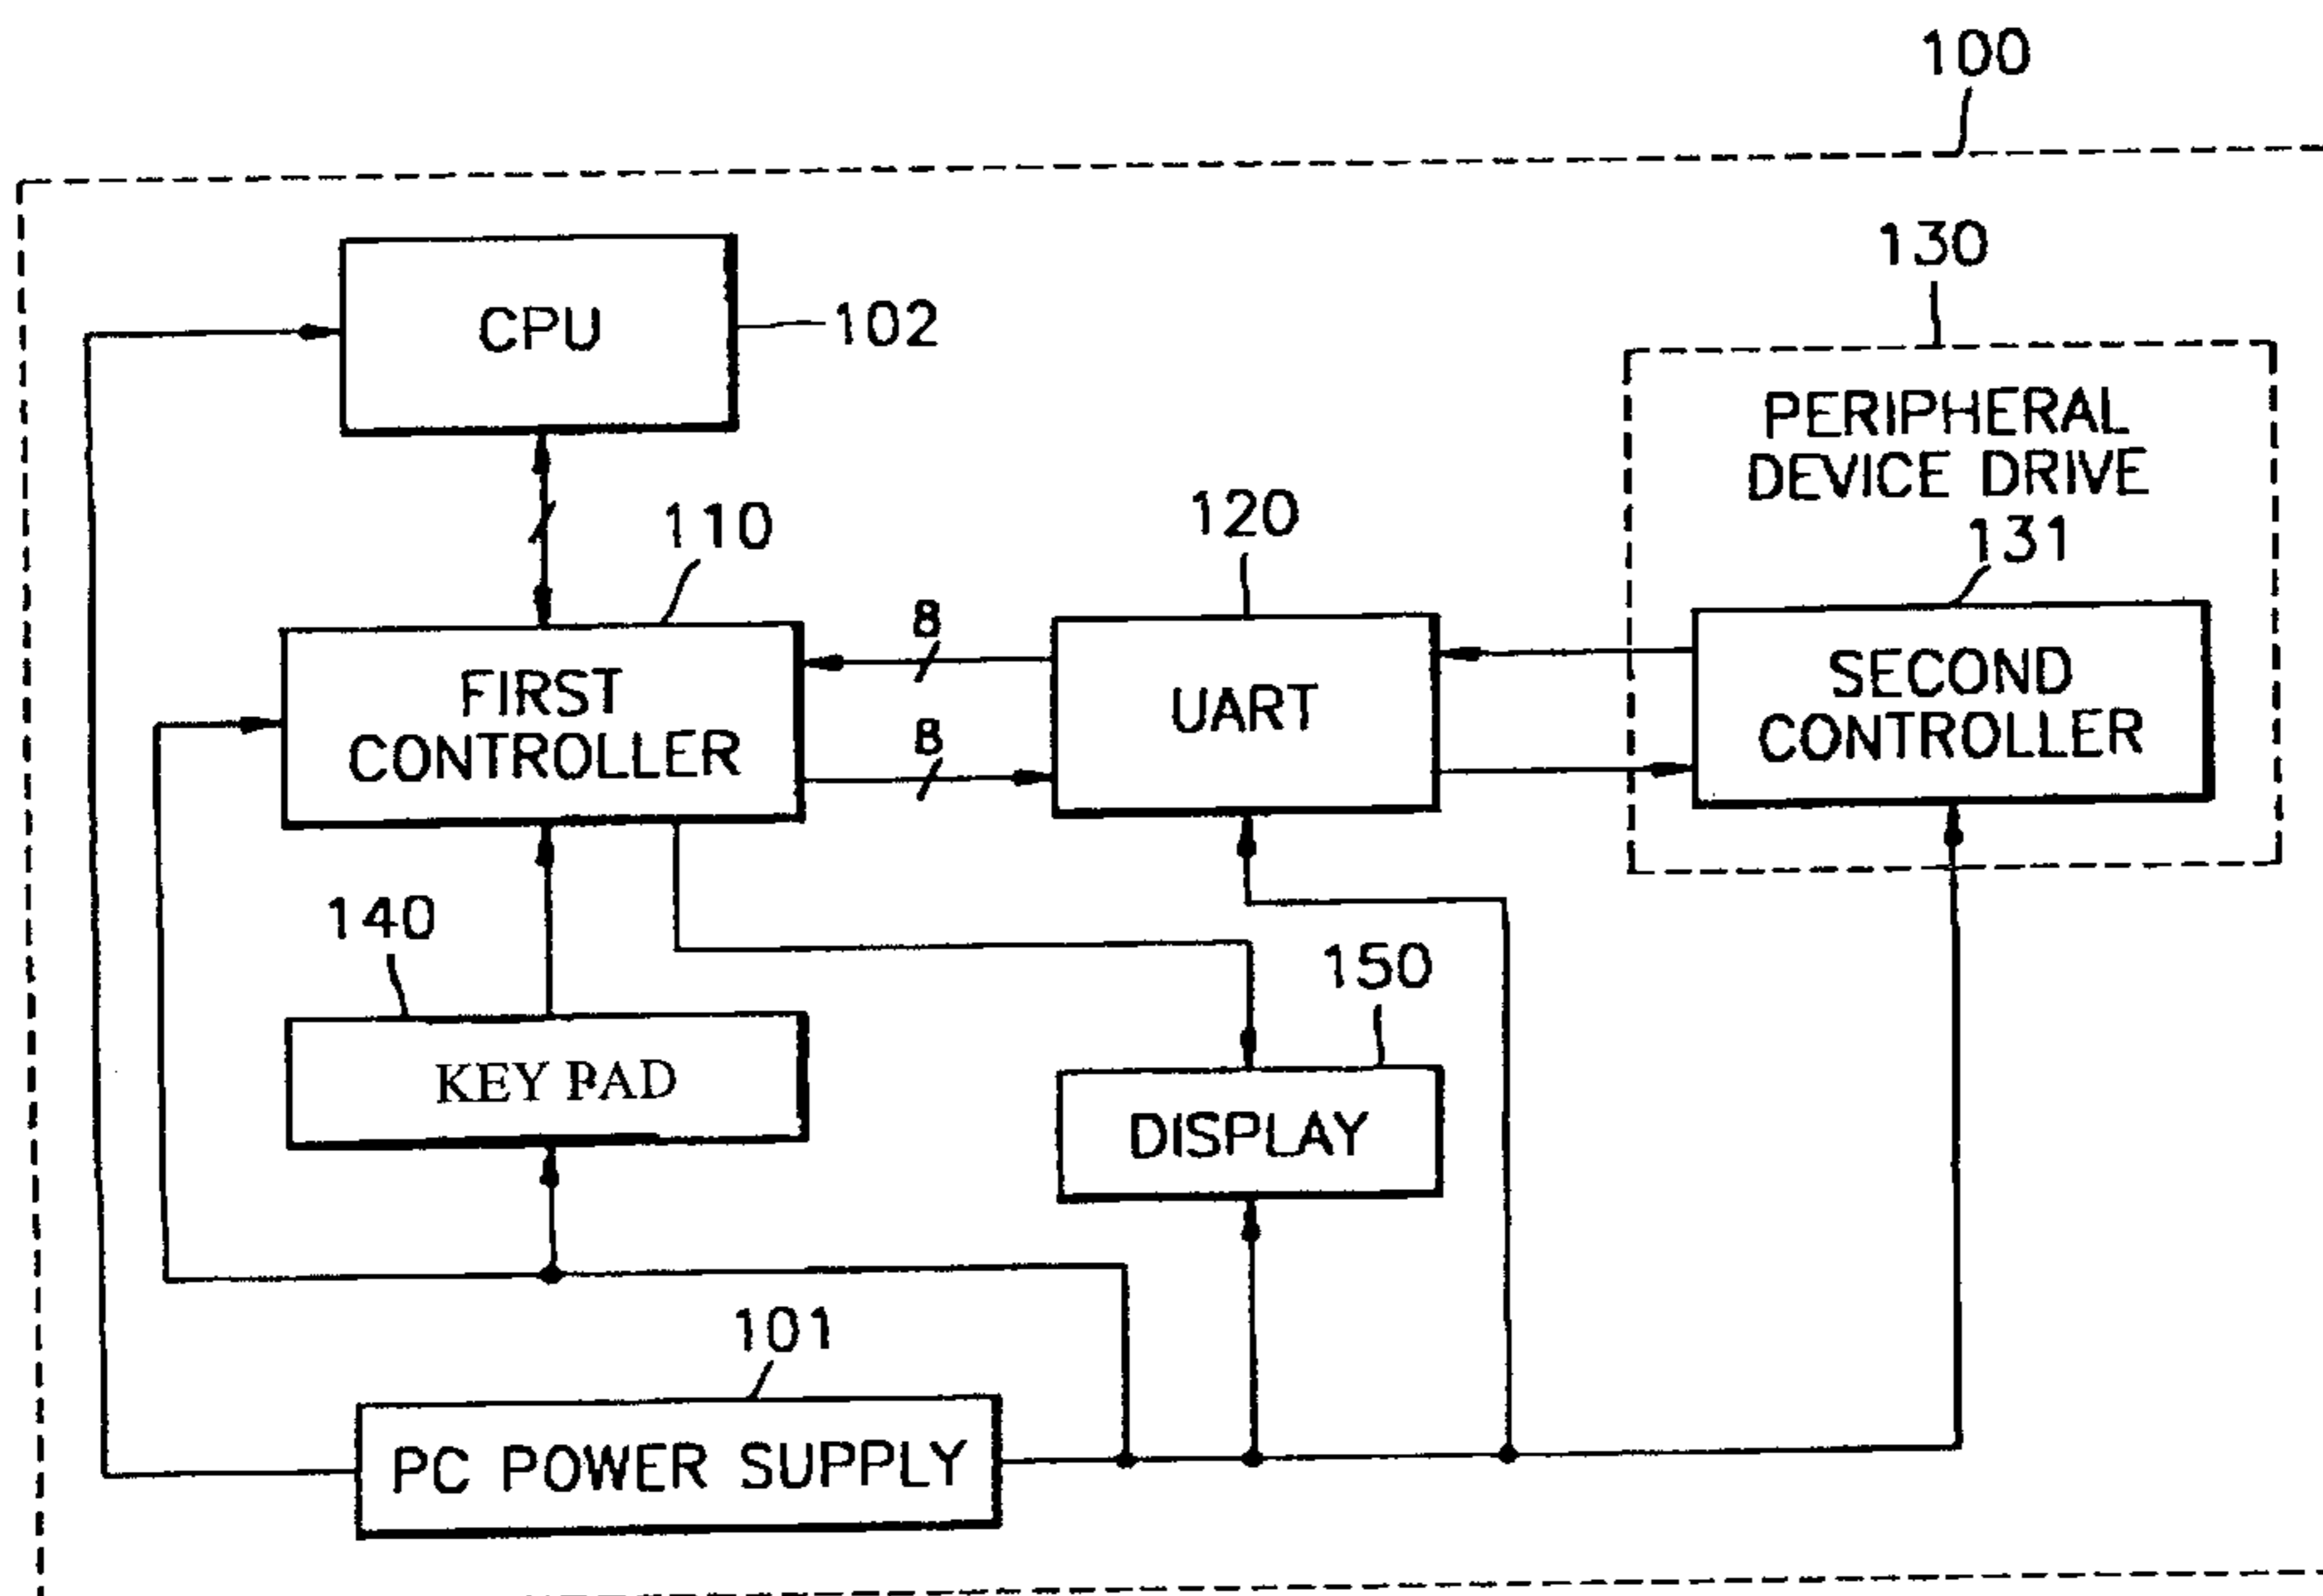 100
130
CPU
102
PERIPHERAL
DEVICE DRIVE
131
110
120
8
FIRST
CONTROLLER
UART
SECOND
CONTROLLER
8
140
150
KEY PAD
DISPLAY
101
PC POWER SUPPLY